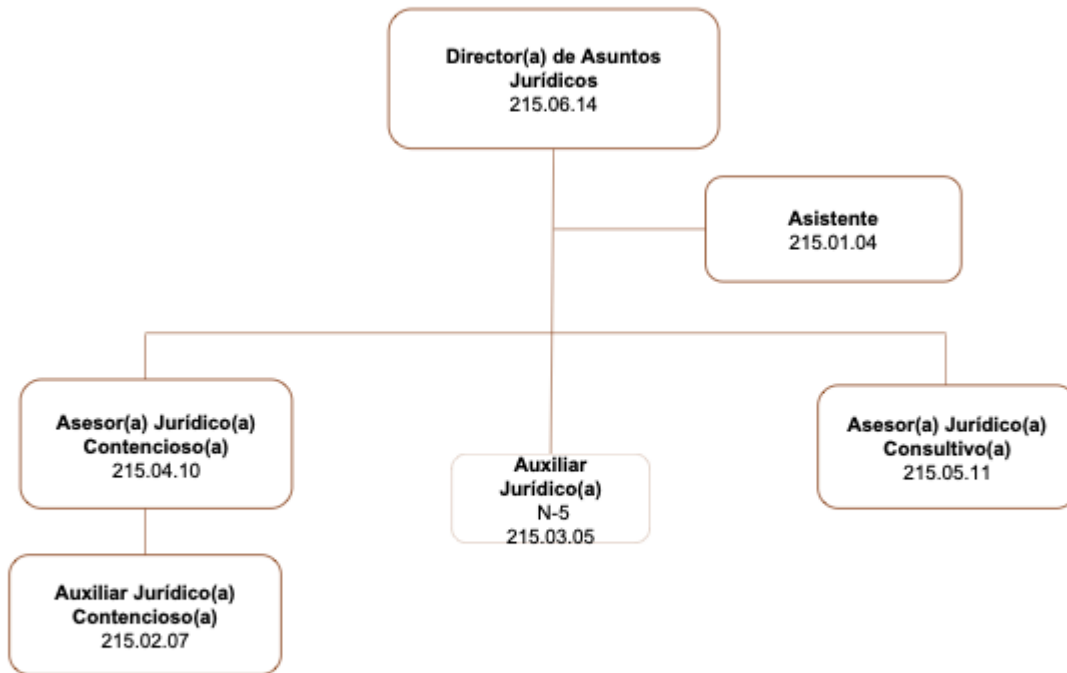 Director(a) de Asuntos
Jurídicos
215.06.14
Asistente
215.01.04
Asesor(a) Jurídico(a)
Contencioso(a)
215.04.10
Auxiliar
Jurídico(a)
N-5
215.03.05
Asesor(a) Jurídico(a)
Consultivo(a)
215.05.11
Auxiliar Jurídico(a)
Contencioso(a)
215.02.07